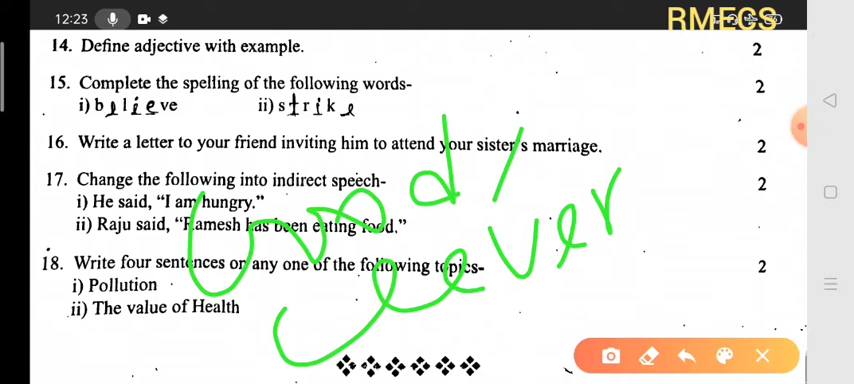 12:23
RMECS
14. Define adjective with example. 2
15. Complete the spelling of the following words- 2
i) believe ii) strike
16. Write a letter to your friend inviting him to attend your sister's marriage. 2
17. Change the following into indirect speech- 2
i) He said, "I am hungry."
ii) Raju said, "Ramesh has been eating food."
18. Write four sentences on any one of the following topics- 2
i) Pollution
ii) The value of Health
Good/
clever